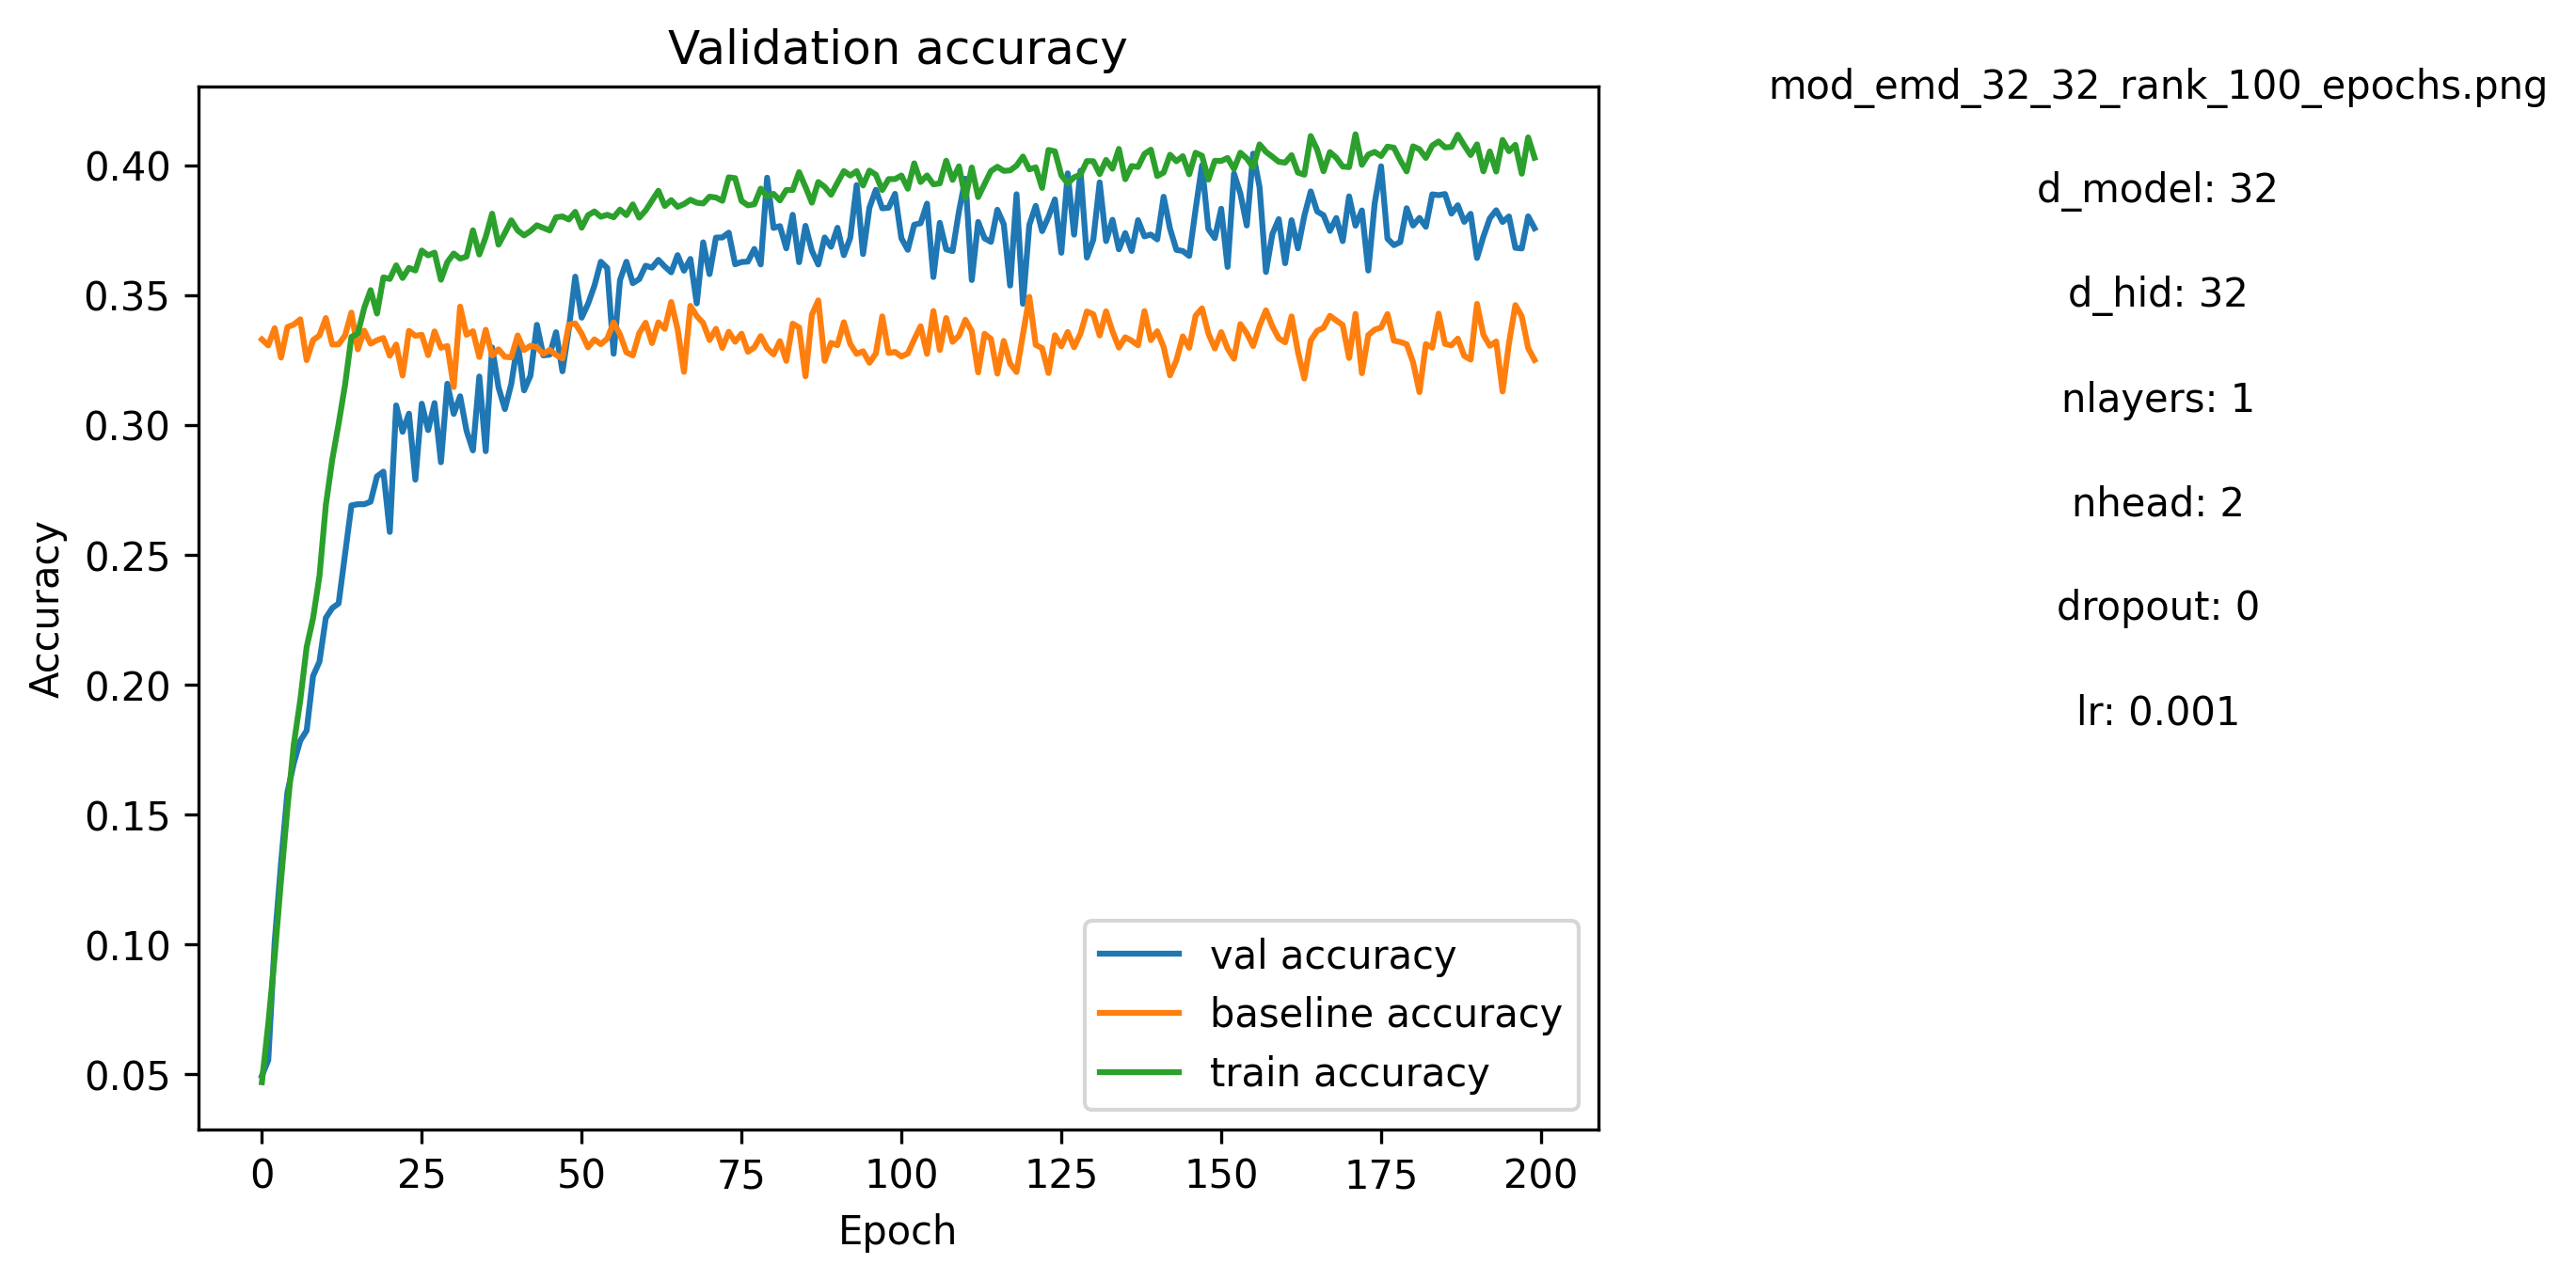 Validation accuracy
Accuracy
0.40
0.35
0.30
0.25
0.20
0.15
0.10
0.05
0 25 50 75 100 125 150 175 200
Epoch
val accuracy
baseline accuracy
train accuracy
mod_emd_32_32_rank_100_epochs.png
d_model: 32
d_hid: 32
nlayers: 1
nhead: 2
dropout: 0
lr: 0.001